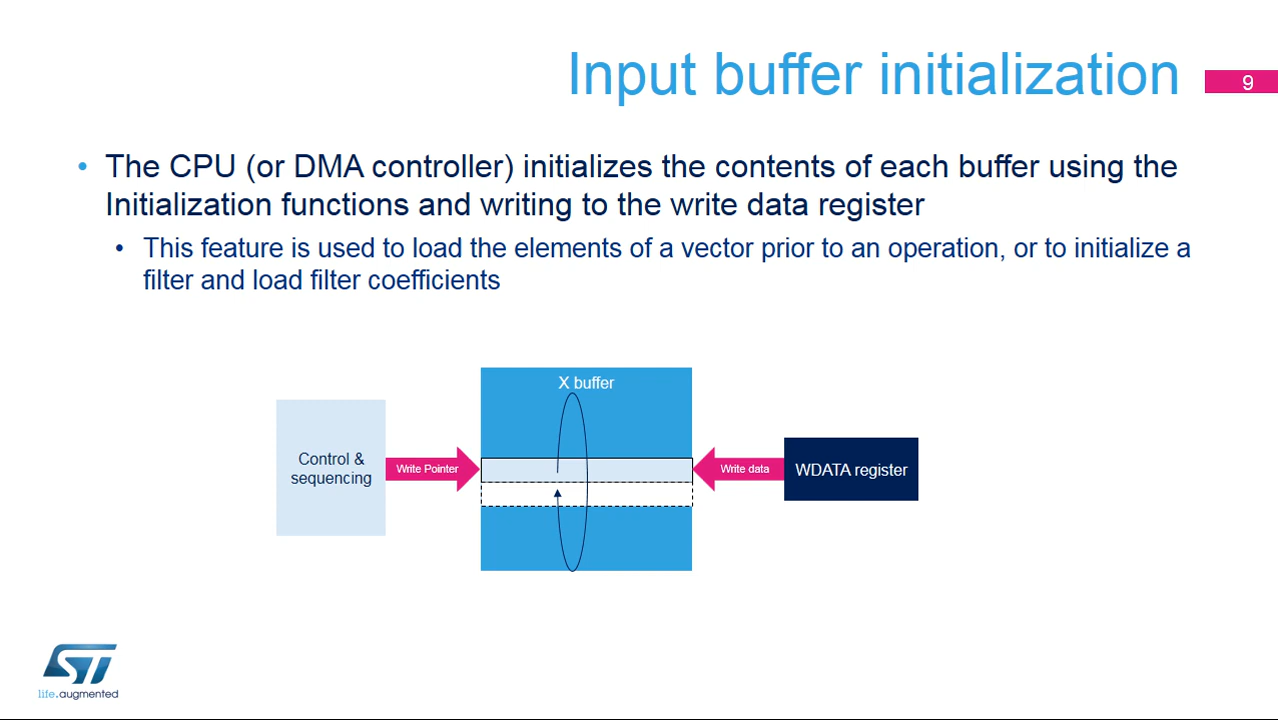 Input buffer initialization
9
• The CPU (or DMA controller) initializes the contents of each buffer using the
Initialization functions and writing to the write data register
• This feature is used to load the elements of a vector prior to an operation, or to initialize a
filter and load filter coefficients
X buffer
Control &
sequencing
Write Pointer
Write data
WDATA register
ST
life.augmented